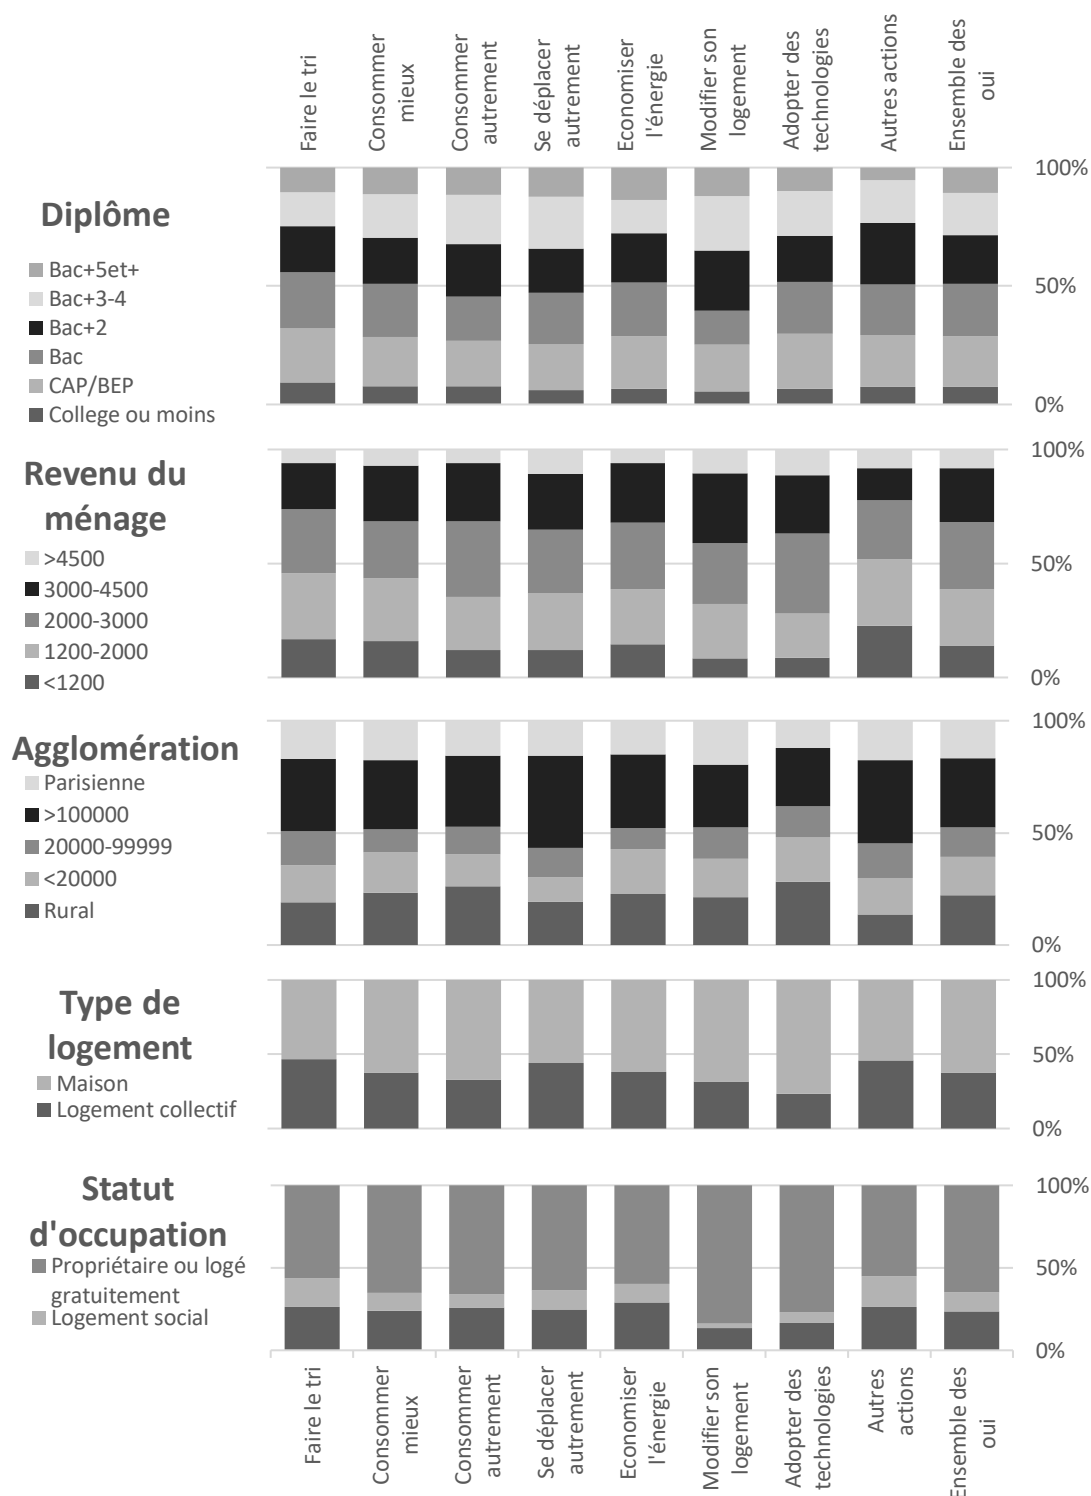 Faire le tri
Consommer
mieux
Consommer
autrement
Se déplacer
autrement
Economiser
l'énergie
Modifier son
logement
Adopter des
technologies
Autres actions
Ensemble des
oui
Diplôme
Bac+5et+
Bac+3-4
Bac+2
Bac
CAP/BEP
College ou moins
100%
50%
0%
Revenu du
ménage
>4500
3000-4500
2000-3000
1200-2000
<1200
100%
50%
0%
Agglomération
Parisienne
>100000
20000-99999
<20000
Rural
100%
50%
0%
Type de
logement
Maison
Logement collectif
100%
50%
0%
Statut
d'occupation
Propriétaire ou logé
gratuitement
Logement social
100%
50%
0%
Faire le tri
Consommer
mieux
Consommer
autrement
Se déplacer
autrement
Economiser
l'énergie
Modifier son
logement
Adopter des
technologies
Autres
actions
Ensemble des
oui